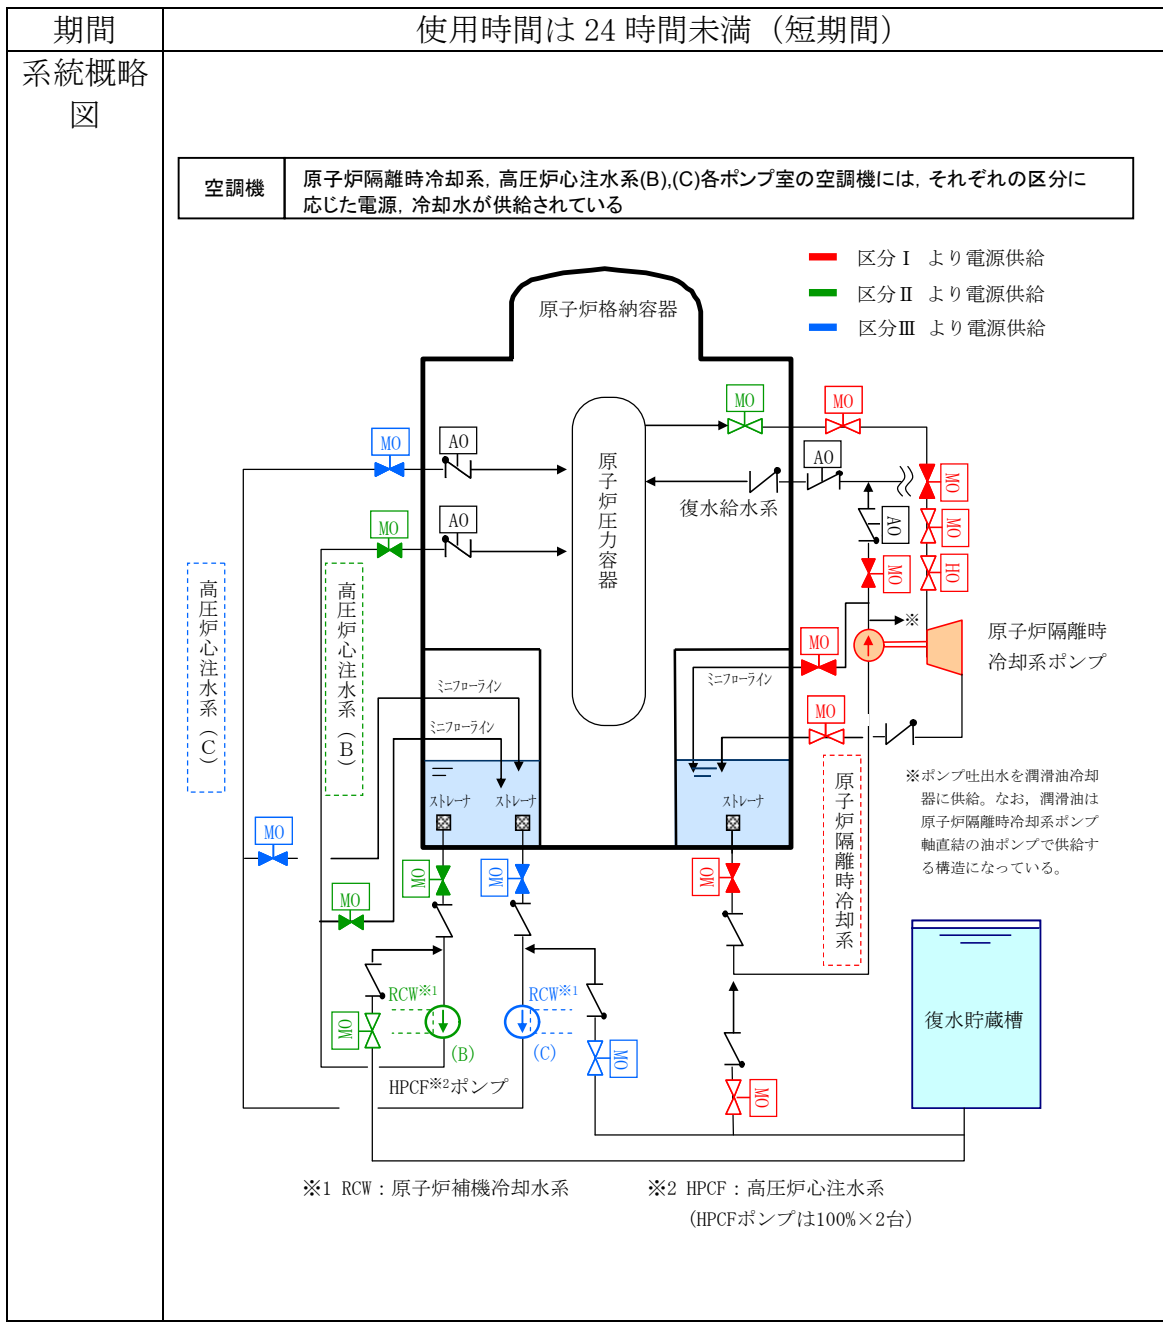 期間
使用時間は 24 時間未満（短期間）
系統概略
図
空調機
原子炉隔離時冷却系，高圧炉心注水系(B),(C)各ポンプ室の空調機には，それぞれの区分に
応じた電源，冷却水が供給されている
区分Ⅰ より電源供給
区分Ⅱ より電源供給
区分Ⅲ より電源供給
原子炉格納容器
MO
MO
MO
AO
原子炉圧力容器
AO
MO
復水給水系
MO
AO
AO
MO
MO
MO
HO
高圧炉心注水系（C）
高圧炉心注水系（B）
※
原子炉隔離時
冷却系ポンプ
MO
ミニフローライン
ミニフローライン
ミニフローライン
MO
原子炉隔離時冷却系
※ポンプ吐出水を潤滑油冷却
器に供給。なお，潤滑油は
原子炉隔離時冷却系ポンプ
軸直結の油ポンプで供給す
る構造になっている。
ストレーナ
ストレーナ
ストレーナ
MO
MO
MO
MO
MO
RCW※1
RCW※1
MO
MO
(B)
(C)
HPCF※2ポンプ
MO
復水貯蔵槽
※1 RCW：原子炉補機冷却水系
※2 HPCF：高圧炉心注水系
(HPCFポンプは100%×2台)